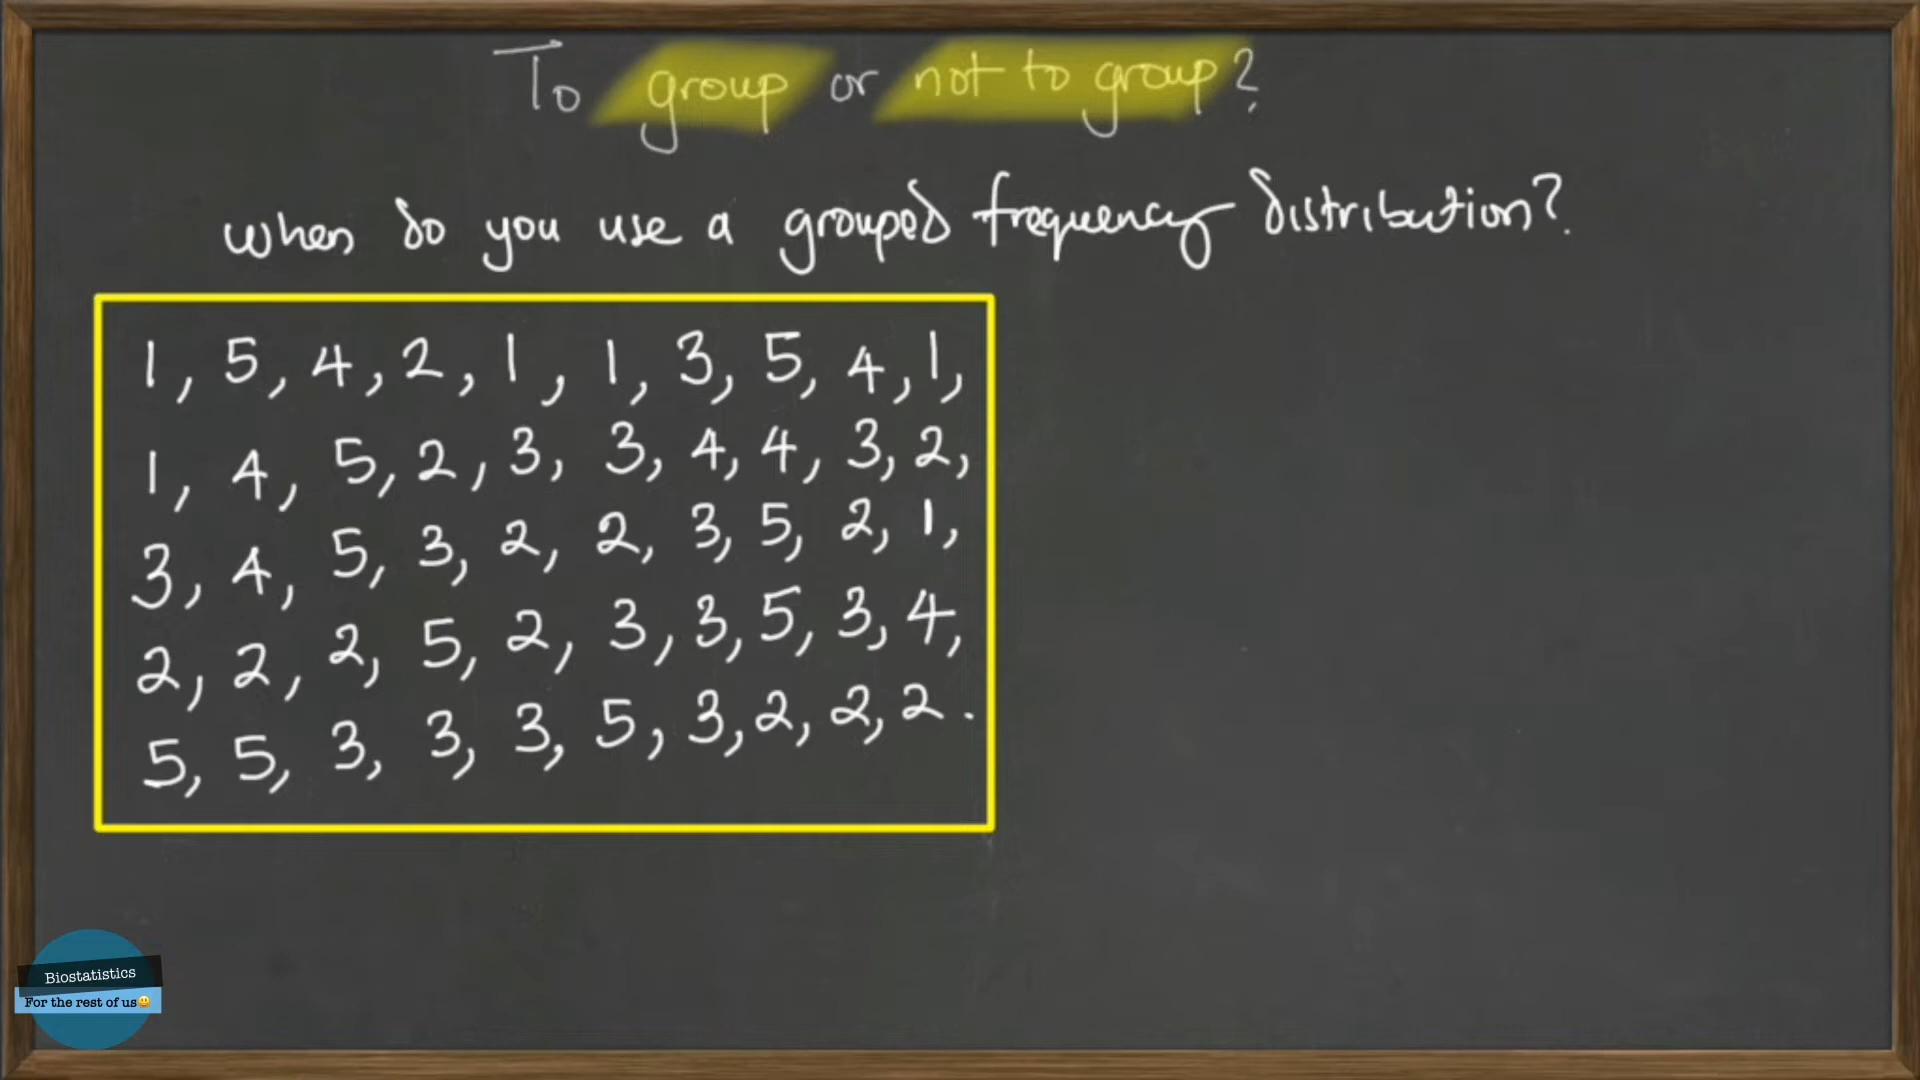 To group or not to group?
When do you use a grouped frequency distribution?
1, 5, 4, 2, 1, 1, 3, 5, 4, 1,
1, 4, 5, 2, 3, 3, 4, 4, 3, 2,
3, 4, 5, 3, 2, 2, 3, 5, 2, 1,
2, 2, 2, 5, 2, 3, 3, 5, 3, 4,
5, 5, 3, 3, 3, 5, 3, 2, 2, 2.
Biostatistics
For the rest of us😃